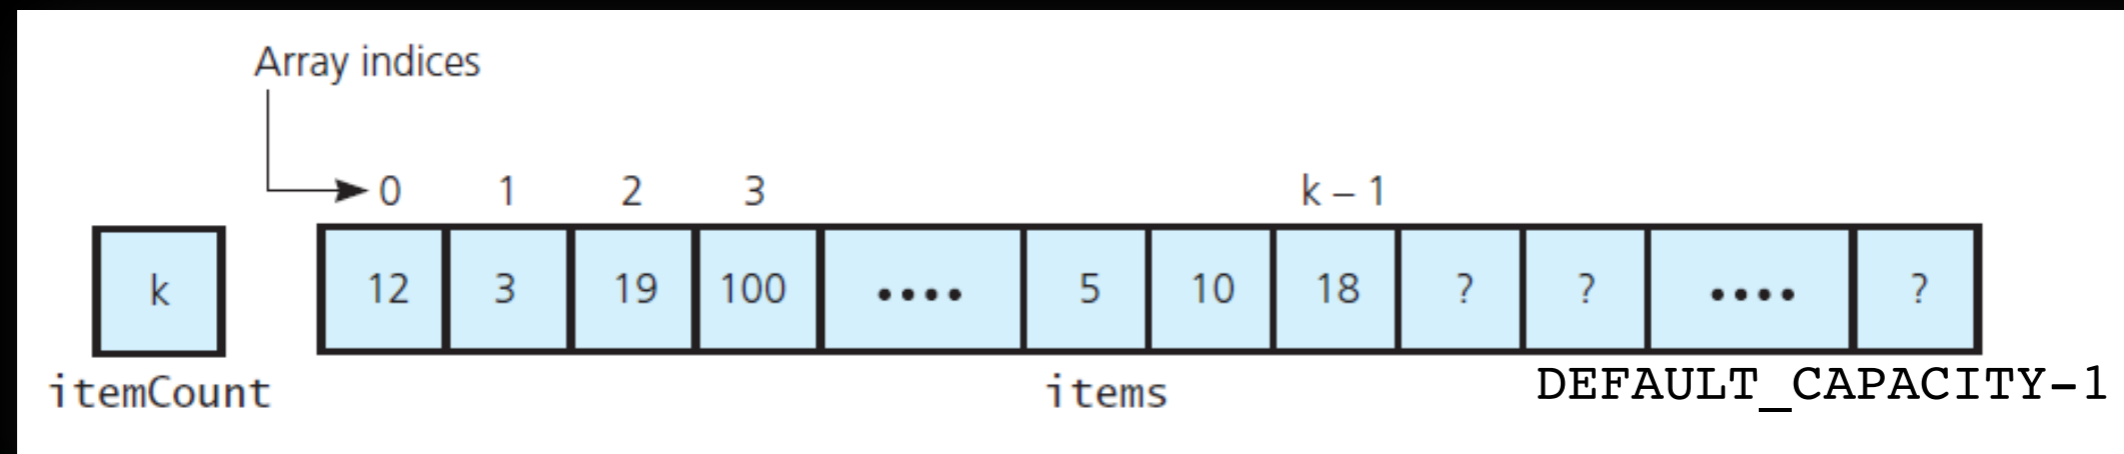 Array indices
0 1 2 3 k – 1
k 12 3 19 100 •••• 5 10 18 ? ? •••• ?
itemCount items DEFAULT_CAPACITY-1